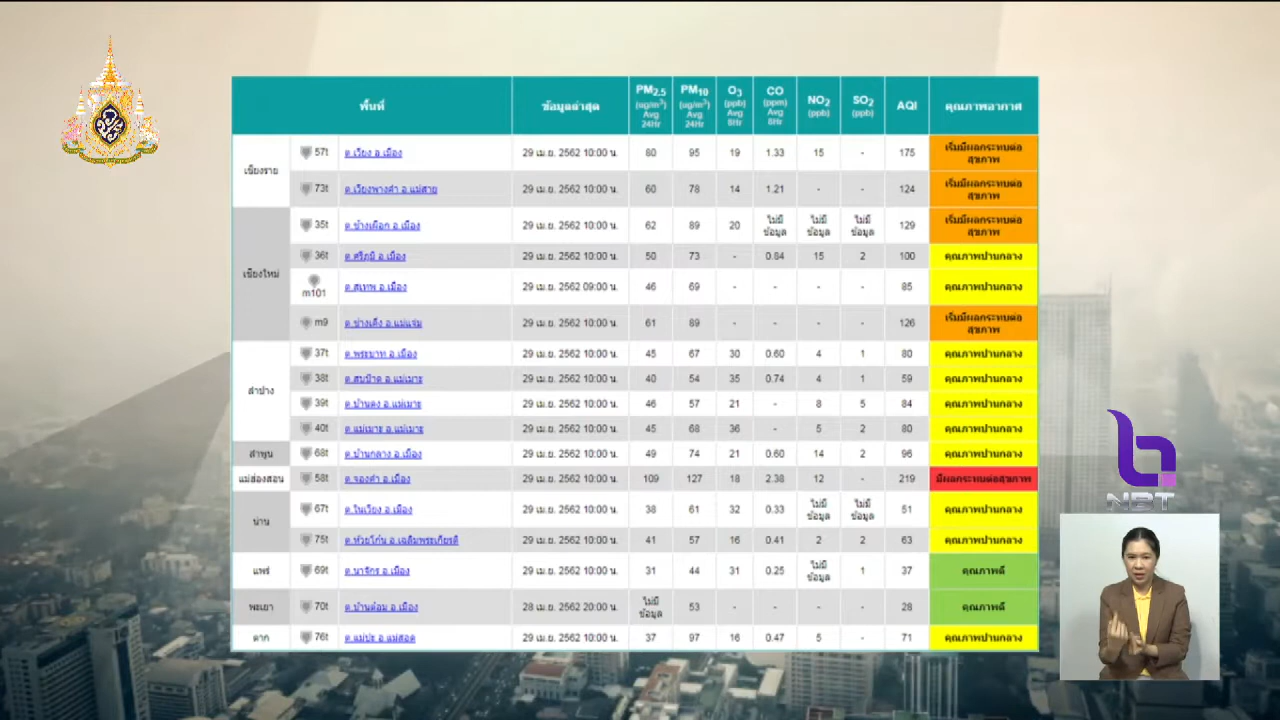 พื้นที่ ข้อมูลล่าสุด PM2.5 (ug/m³) Avg 24Hr PM10 (ug/m³) Avg 24Hr O3 (ppb) Avg 8Hr CO (ppm) Avg 8Hr NO2 (ppb) SO2 (ppb) AQI คุณภาพอากาศ
เชียงราย 57t ต.เวียง อ.เมือง 29 เม.ย. 2562 10:00 น. 80 95 19 1.33 15 - 175 เริ่มมีผลกระทบต่อสุขภาพ
73t ต.เวียงพางคำ อ.แม่สาย 29 เม.ย. 2562 10:00 น. 60 78 14 1.21 - - 124 เริ่มมีผลกระทบต่อสุขภาพ
เชียงใหม่ 35t ต.ช้างเผือก อ.เมือง 29 เม.ย. 2562 10:00 น. 62 89 20 ไม่มีข้อมูล ไม่มีข้อมูล ไม่มีข้อมูล 129 เริ่มมีผลกระทบต่อสุขภาพ
36t ต.ศรีภูมิ อ.เมือง 29 เม.ย. 2562 10:00 น. 50 73 - 0.84 15 2 100 คุณภาพปานกลาง
m101 ต.สุเทพ อ.เมือง 29 เม.ย. 2562 09:00 น. 46 69 - - - - 85 คุณภาพปานกลาง
m9 ต.ช่างเคิ่ง อ.แม่แจ่ม 29 เม.ย. 2562 10:00 น. 61 89 - - - - 126 เริ่มมีผลกระทบต่อสุขภาพ
ลำปาง 37t ต.พระบาท อ.เมือง 29 เม.ย. 2562 10:00 น. 45 67 30 0.60 4 1 80 คุณภาพปานกลาง
38t ต.สบป้าด อ.แม่เมาะ 29 เม.ย. 2562 10:00 น. 40 54 35 0.74 4 1 59 คุณภาพปานกลาง
39t ต.บ้านดง อ.แม่เมาะ 29 เม.ย. 2562 10:00 น. 46 57 21 - 8 5 84 คุณภาพปานกลาง
40t ต.แม่เมาะ อ.แม่เมาะ 29 เม.ย. 2562 10:00 น. 45 68 36 - 5 2 80 คุณภาพปานกลาง
ลำพูน 68t ต.บ้านกลาง อ.เมือง 29 เม.ย. 2562 10:00 น. 49 74 21 0.60 14 2 96 คุณภาพปานกลาง
แม่ฮ่องสอน 58t ต.จองคำ อ.เมือง 29 เม.ย. 2562 10:00 น. 109 127 18 2.38 12 - 219 มีผลกระทบต่อสุขภาพ
น่าน 67t ต.ในเวียง อ.เมือง 29 เม.ย. 2562 10:00 น. 38 61 32 0.33 ไม่มีข้อมูล ไม่มีข้อมูล 51 คุณภาพปานกลาง
75t ต.ห้วยโก๋น อ.เฉลิมพระเกียรติ 29 เม.ย. 2562 10:00 น. 41 57 16 0.41 2 2 63 คุณภาพปานกลาง
แพร่ 69t ต.นาจักร อ.เมือง 29 เม.ย. 2562 10:00 น. 31 44 31 0.25 ไม่มีข้อมูล 1 37 คุณภาพดี
พะเยา 70t ต.บ้านต๋อม อ.เมือง 28 เม.ย. 2562 20:00 น. ไม่มีข้อมูล 53 - - - - 28 คุณภาพดี
ตาก 76t ต.แม่ปะ อ.แม่สอด 29 เม.ย. 2562 10:00 น. 37 97 16 0.47 5 - 71 คุณภาพปานกลาง
NBT